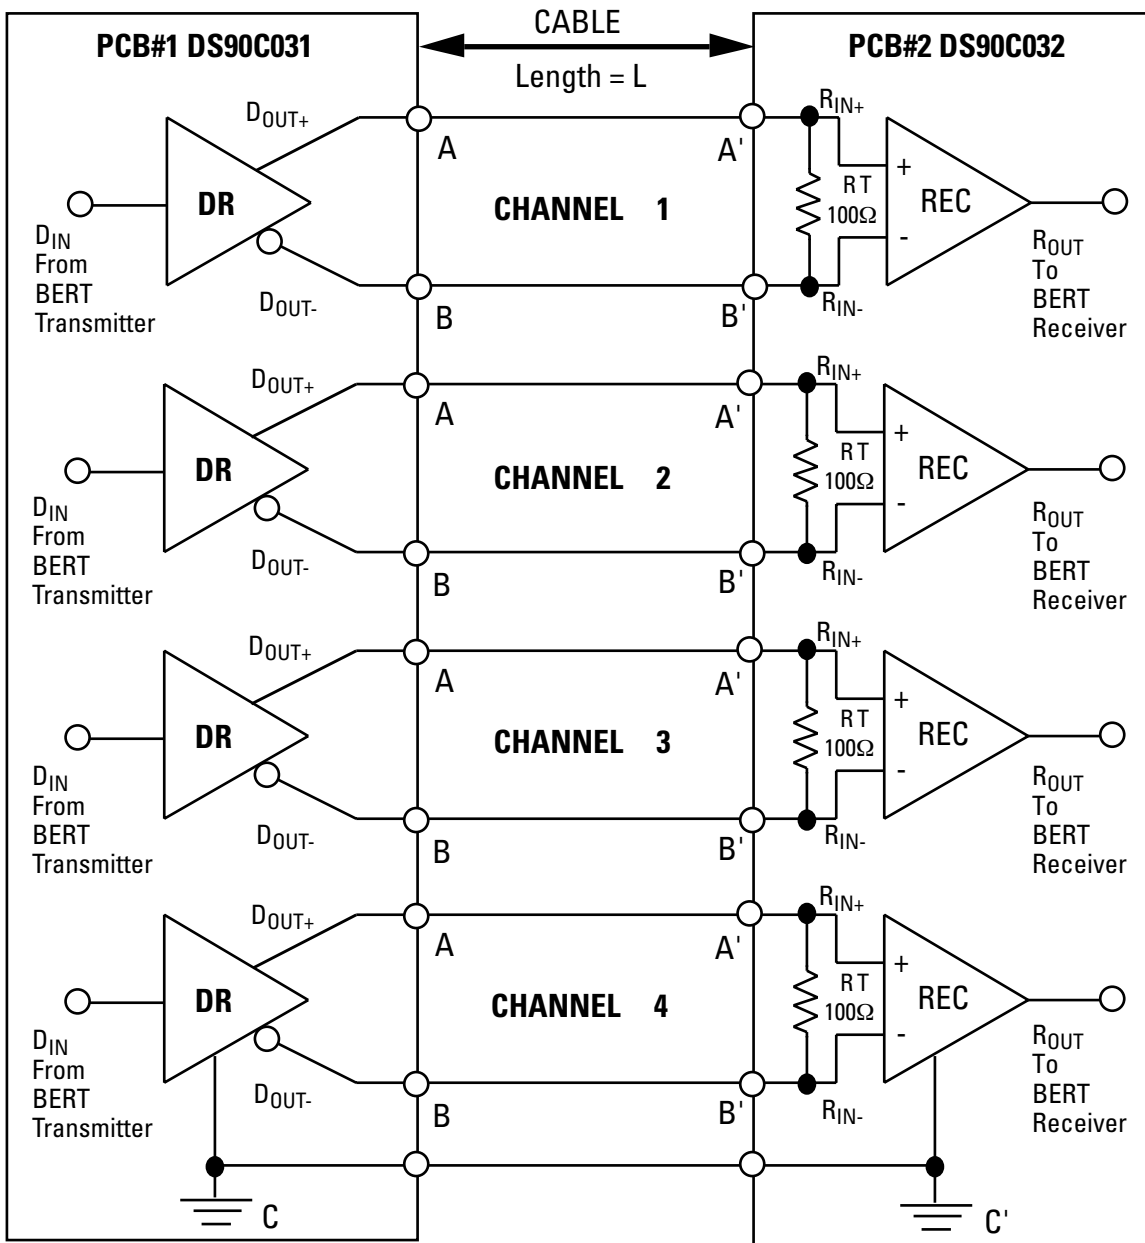 PCB#1 DS90C031
CABLE
Length = L
PCB#2 DS90C032
DOUT+
A
A'
RIN+
DR
CHANNEL 1
RT
100Ω
+
-
REC
DIN
From
BERT
Transmitter
DOUT-
B
B'
RIN-
ROUT
To
BERT
Receiver
DOUT+
A
A'
RIN+
DR
CHANNEL 2
RT
100Ω
+
-
REC
DIN
From
BERT
Transmitter
DOUT-
B
B'
RIN-
ROUT
To
BERT
Receiver
DOUT+
A
A'
RIN+
DR
CHANNEL 3
RT
100Ω
+
-
REC
DIN
From
BERT
Transmitter
DOUT-
B
B'
RIN-
ROUT
To
BERT
Receiver
DOUT+
A
A'
RIN+
DR
CHANNEL 4
RT
100Ω
+
-
REC
DIN
From
BERT
Transmitter
DOUT-
B
B'
RIN-
ROUT
To
BERT
Receiver
C
C'